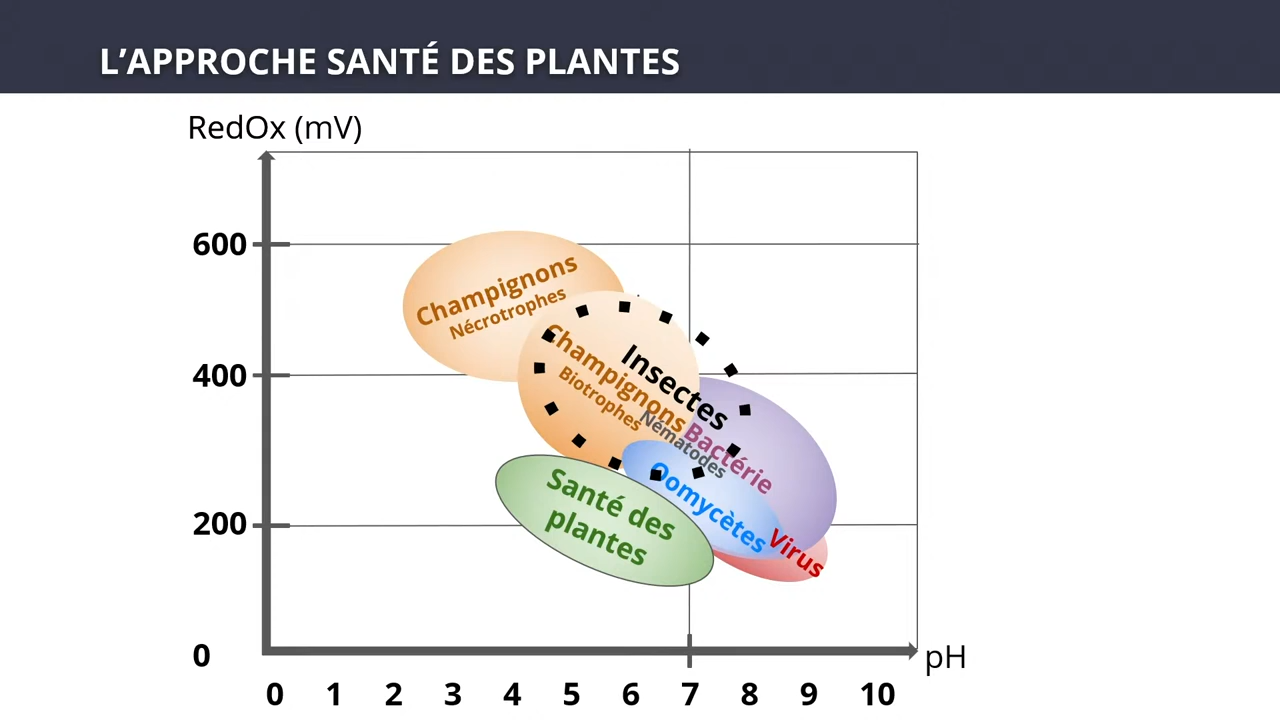 L’APPROCHE SANTÉ DES PLANTES
RedOx (mV)
600
400
200
0
Champignons
Nécrotrophes
Champignons
Biotrophes
Insectes
Nématodes
Bactérie
Oomycètes
Virus
Santé des
plantes
pH
0 1 2 3 4 5 6 7 8 9 10